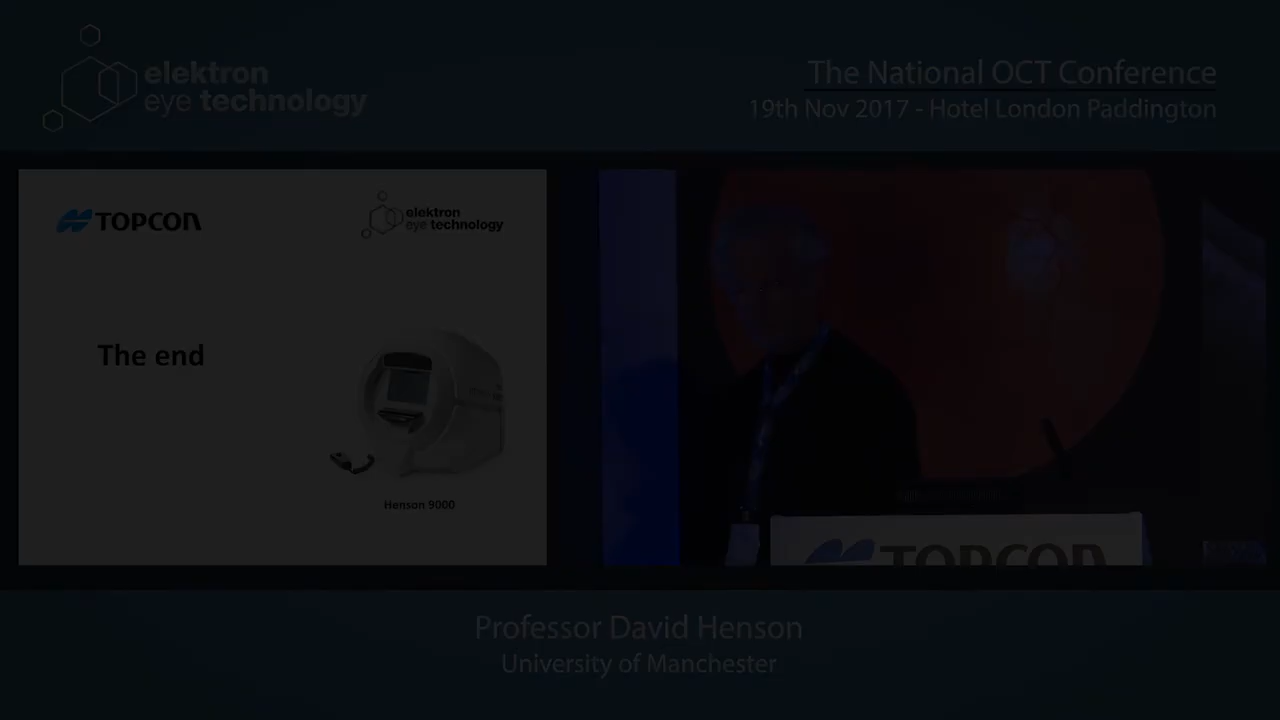 elektron
eye technology
The National OCT Conference
19th Nov 2017 - Hotel London Paddington
TOPCON
elektron
eye technology
The end
Henson 9000
TOPCON
Professor David Henson
University of Manchester